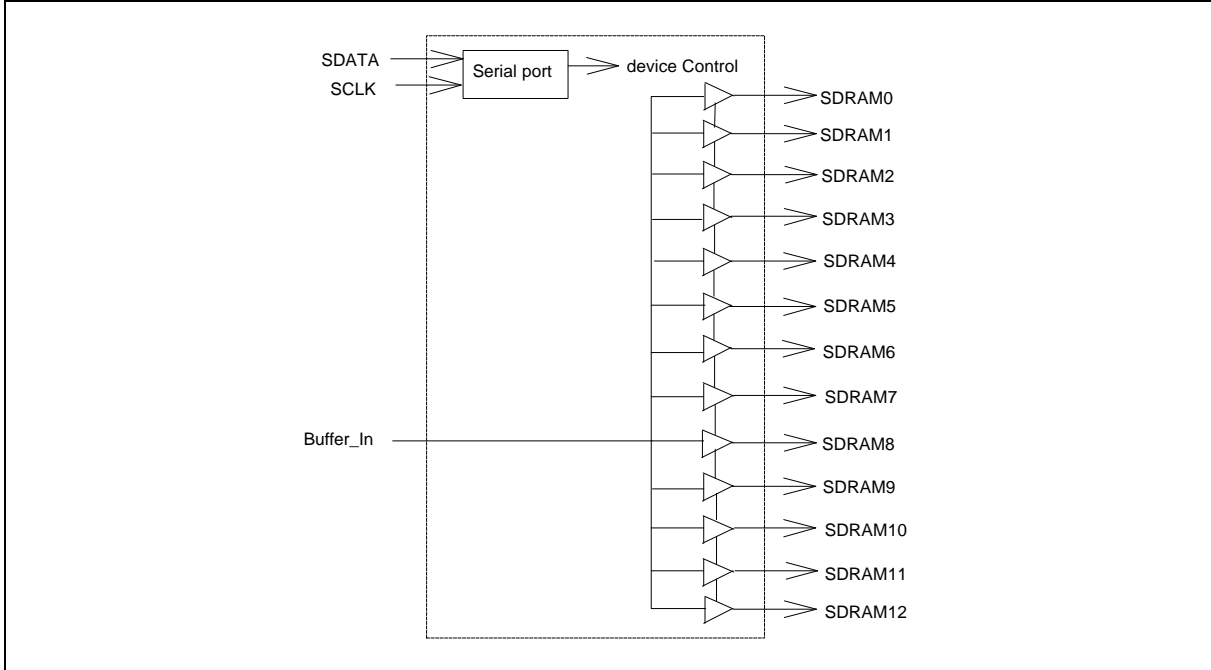 SDATA
SCLK
Serial port
device Control
SDRAM0
SDRAM1
SDRAM2
SDRAM3
SDRAM4
SDRAM5
SDRAM6
SDRAM7
Buffer_In
SDRAM8
SDRAM9
SDRAM10
SDRAM11
SDRAM12